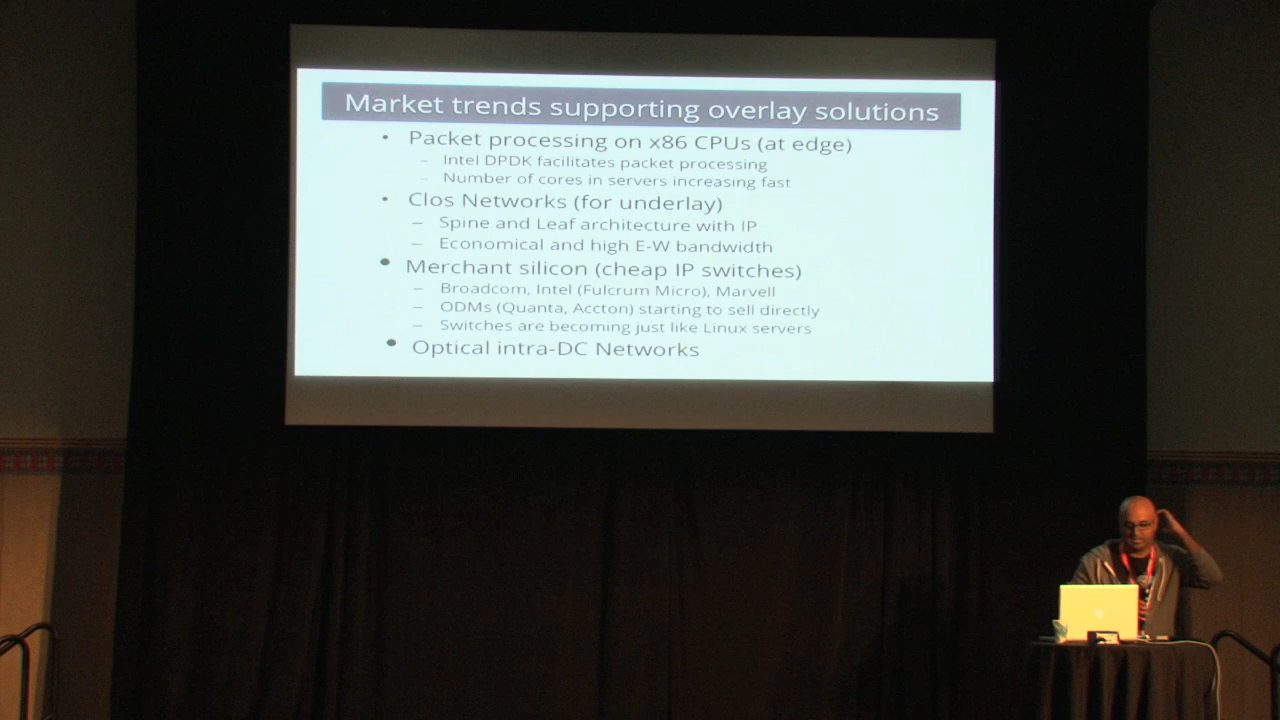 Market trends supporting overlay solutions
• Packet processing on x86 CPUs (at edge)
– Intel DPDK facilitates packet processing
– Number of cores in servers increasing fast
• Clos Networks (for underlay)
– Spine and Leaf architecture with IP
– Economical and high E-W bandwidth
• Merchant silicon (cheap IP switches)
– Broadcom, Intel (Fulcrum Micro), Marvell
– ODMs (Quanta, Accton) starting to sell directly
– Switches are becoming just like Linux servers
• Optical intra-DC Networks